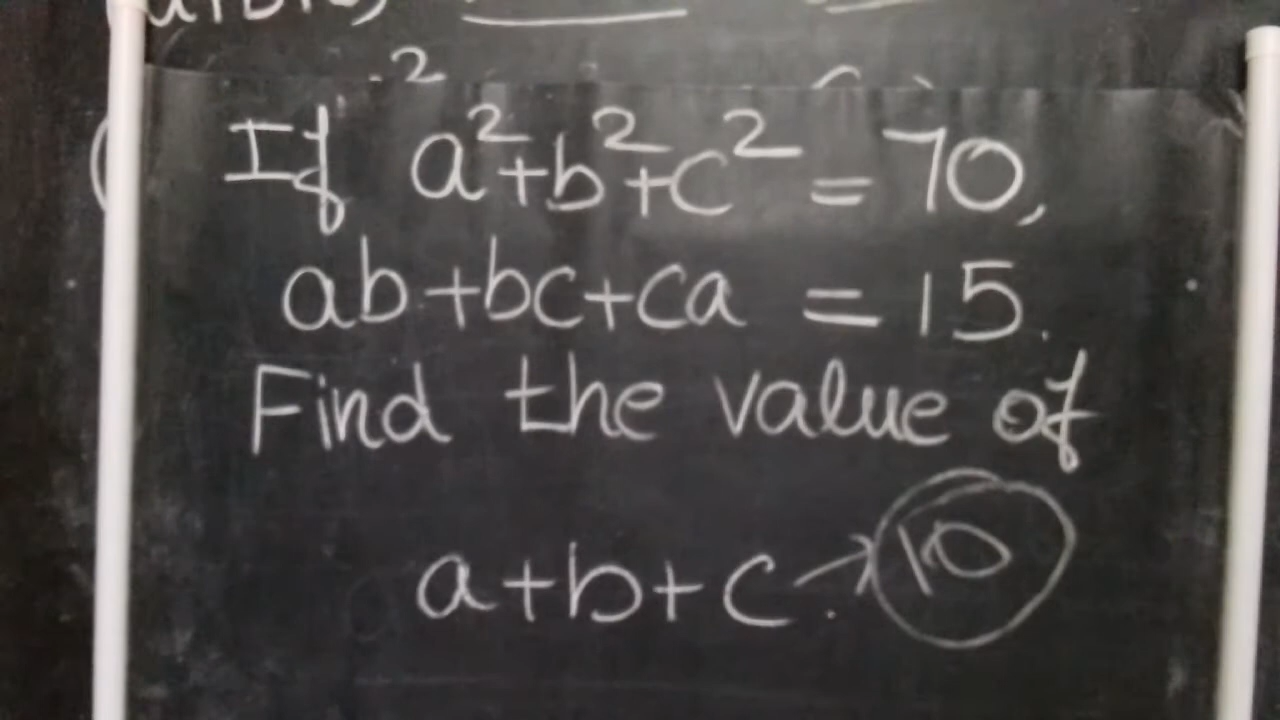 If a²+b²+c² = 70,
ab+bc+ca = 15.
Find the value of
a+b+c. → 10